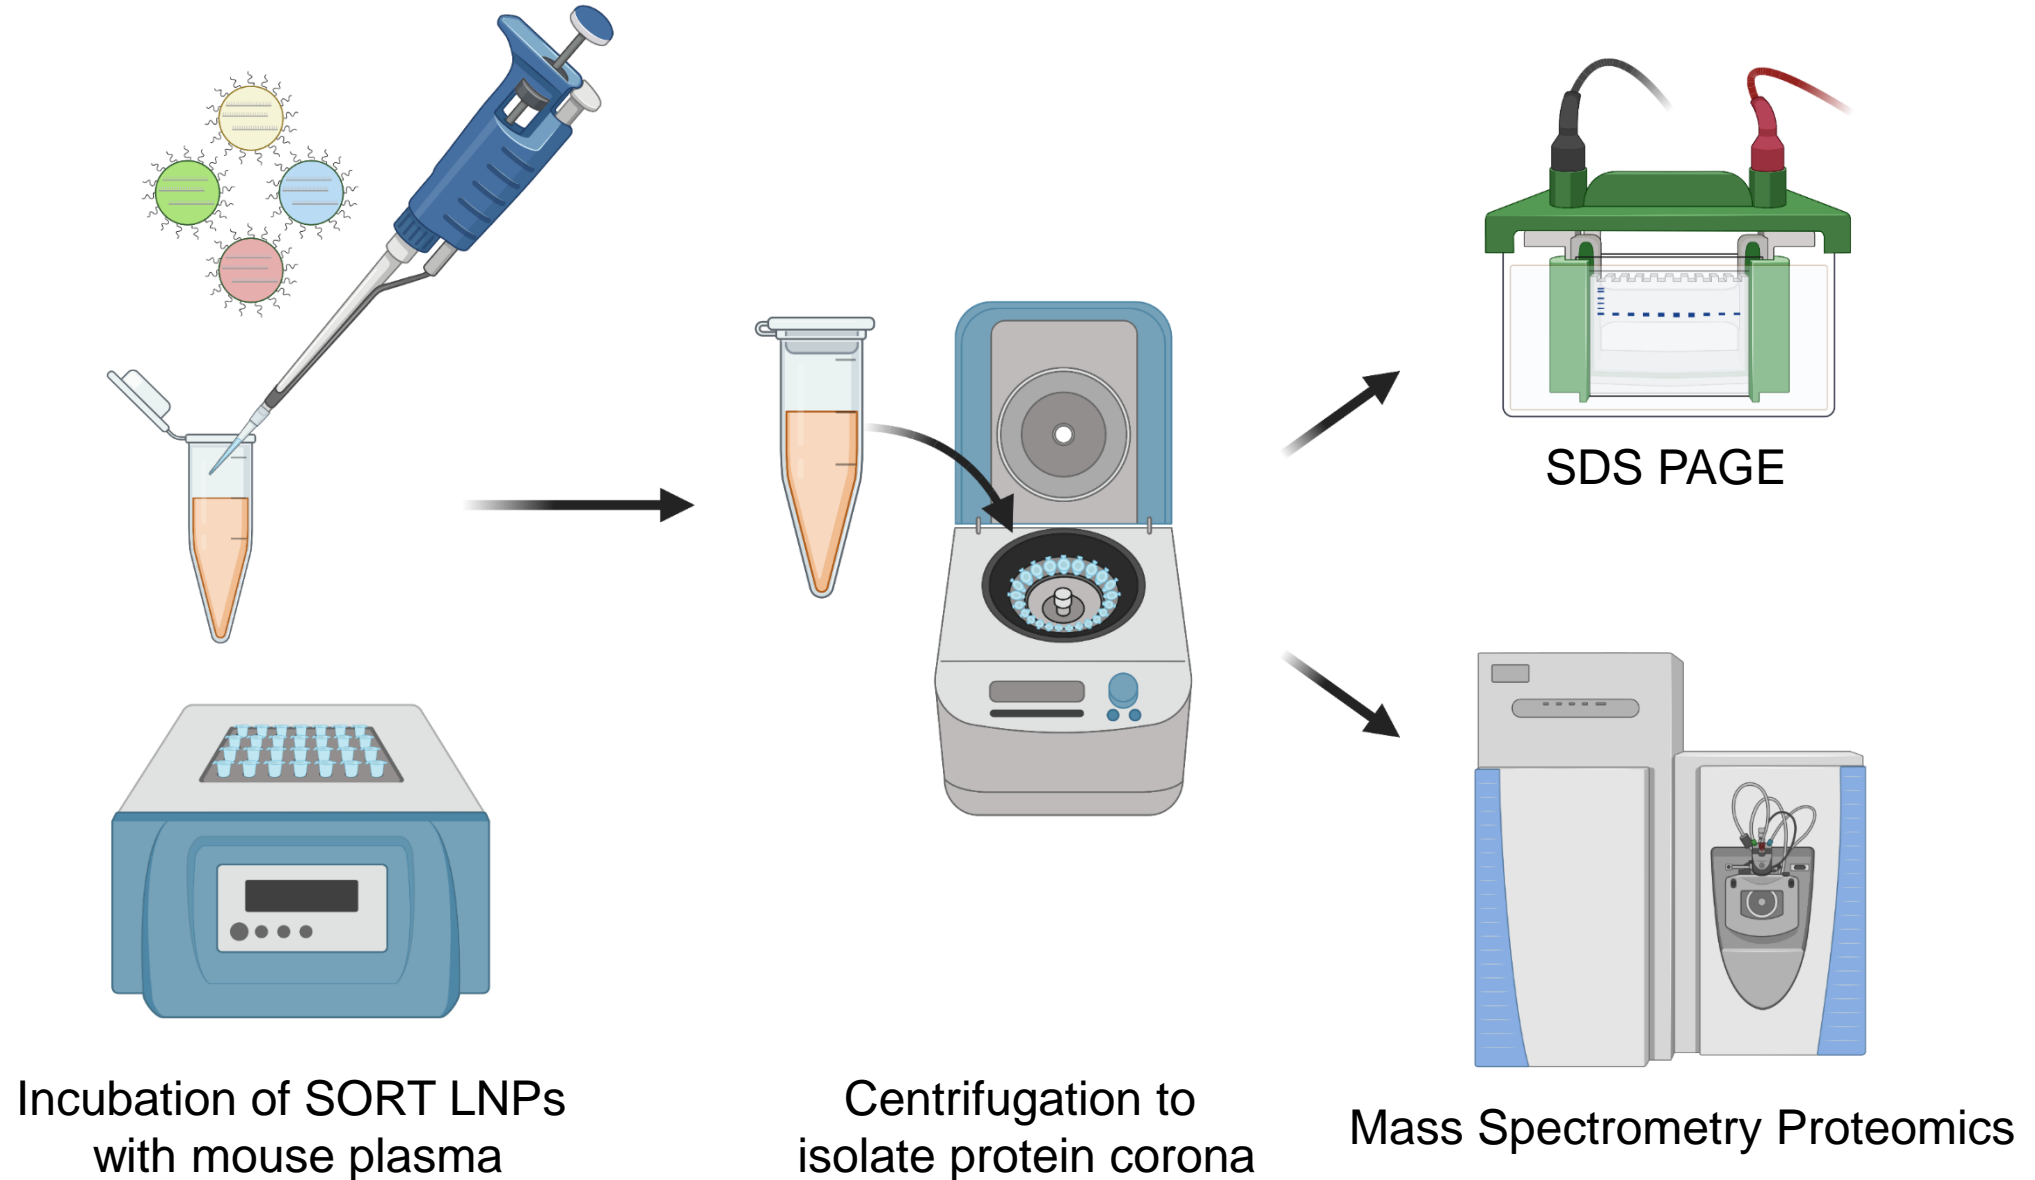 SDS PAGE
Incubation of SORT LNPs
with mouse plasma
Centrifugation to
isolate protein corona
Mass Spectrometry Proteomics